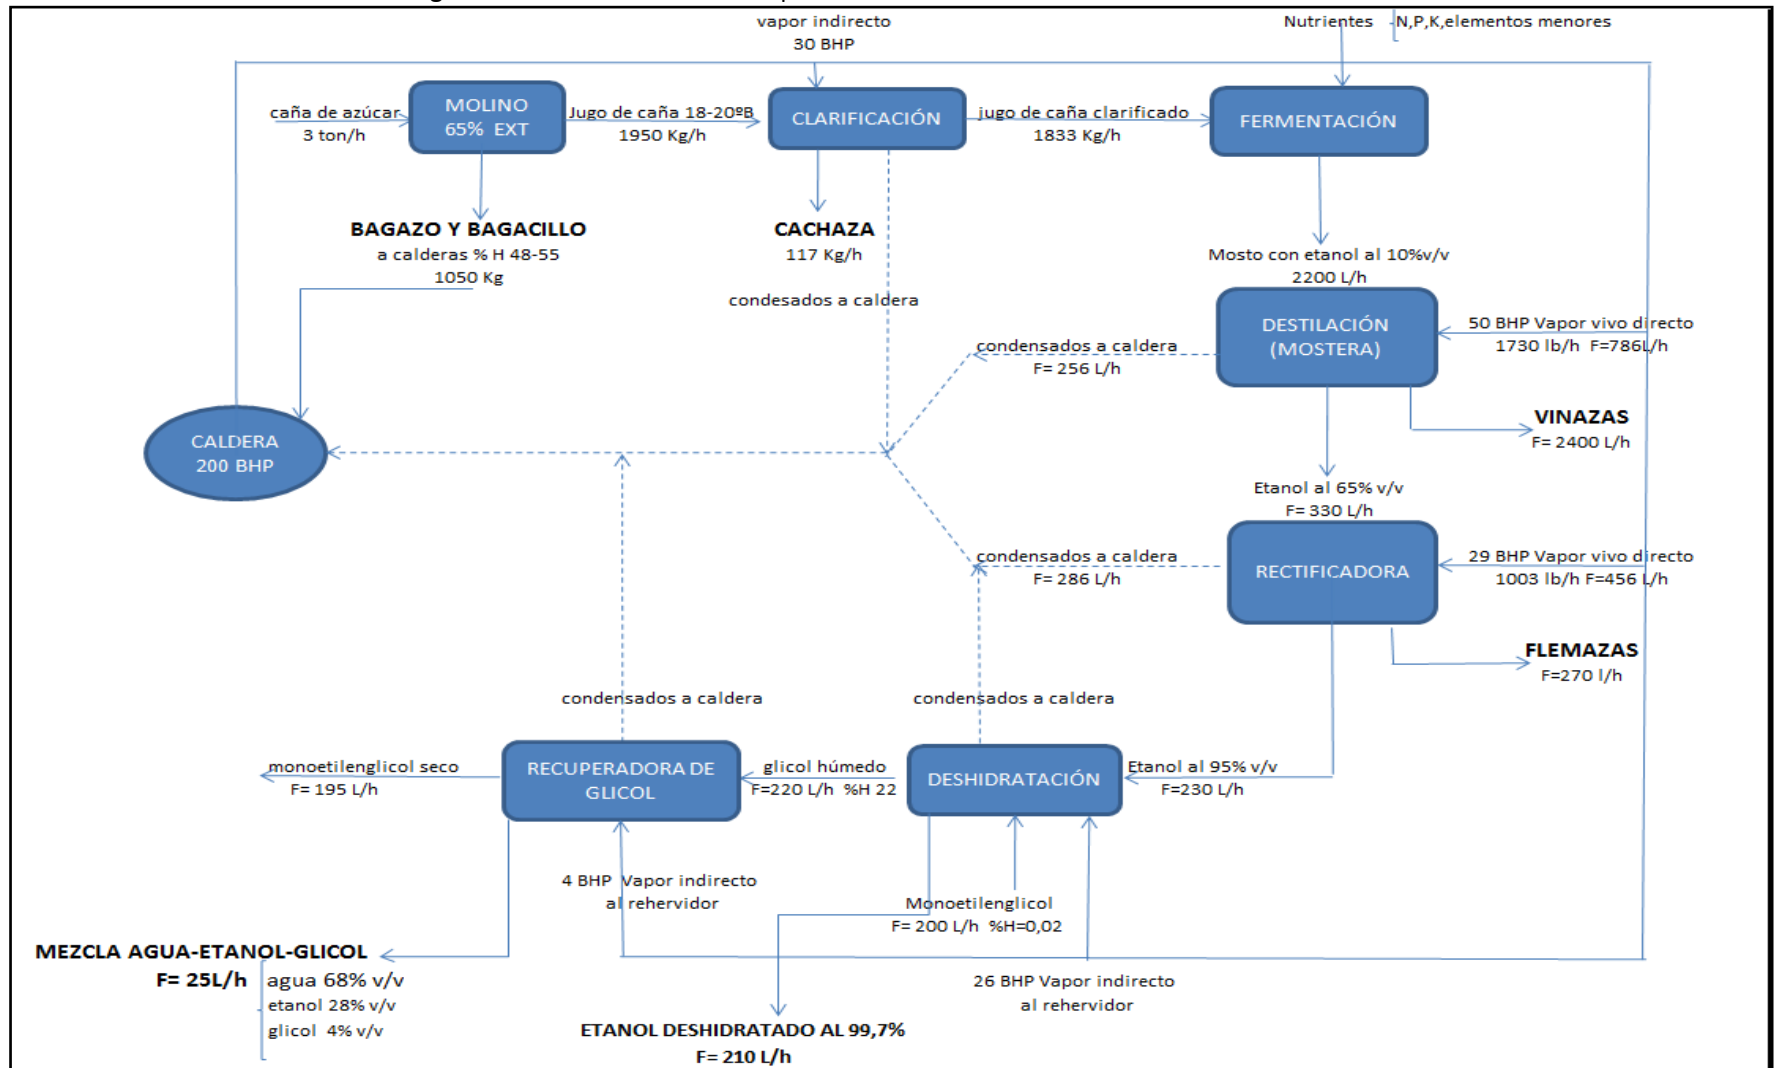 vapor indirecto
30 BHP
Nutrientes
N,P,K,elementos menores
caña de azúcar
3 ton/h
MOLINO
65% EXT
Jugo de caña 18-20ºB
1950 Kg/h
CLARIFICACIÓN
jugo de caña clarificado
1833 Kg/h
FERMENTACIÓN
BAGAZO Y BAGACILLO
a calderas % H 48-55
1050 Kg
CACHAZA
117 Kg/h
Mosto con etanol al 10%v/v
2200 L/h
condesados a caldera
DESTILACIÓN
(MOSTERA)
50 BHP Vapor vivo directo
1730 lb/h F=786L/h
condensados a caldera
F= 256 L/h
VINAZAS
F= 2400 L/h
CALDERA
200 BHP
Etanol al 65% v/v
F= 330 L/h
condensados a caldera
F= 286 L/h
RECTIFICADORA
29 BHP Vapor vivo directo
1003 lb/h F=456 L/h
FLEMAZAS
F=270 l/h
condensados a caldera
condensados a caldera
monoetilenglicol seco
F= 195 L/h
RECUPERADORA DE
GLICOL
glicol húmedo
F=220 L/h %H 22
DESHIDRATACIÓN
Etanol al 95% v/v
F=230 L/h
4 BHP Vapor indirecto
al rehervidor
Monoetilenglicol
F= 200 L/h %H=0,02
MEZCLA AGUA-ETANOL-GLICOL
F= 25L/h
agua 68% v/v
etanol 28% v/v
glicol 4% v/v
26 BHP Vapor indirecto
al rehervidor
ETANOL DESHIDRATADO AL 99,7%
F= 210 L/h